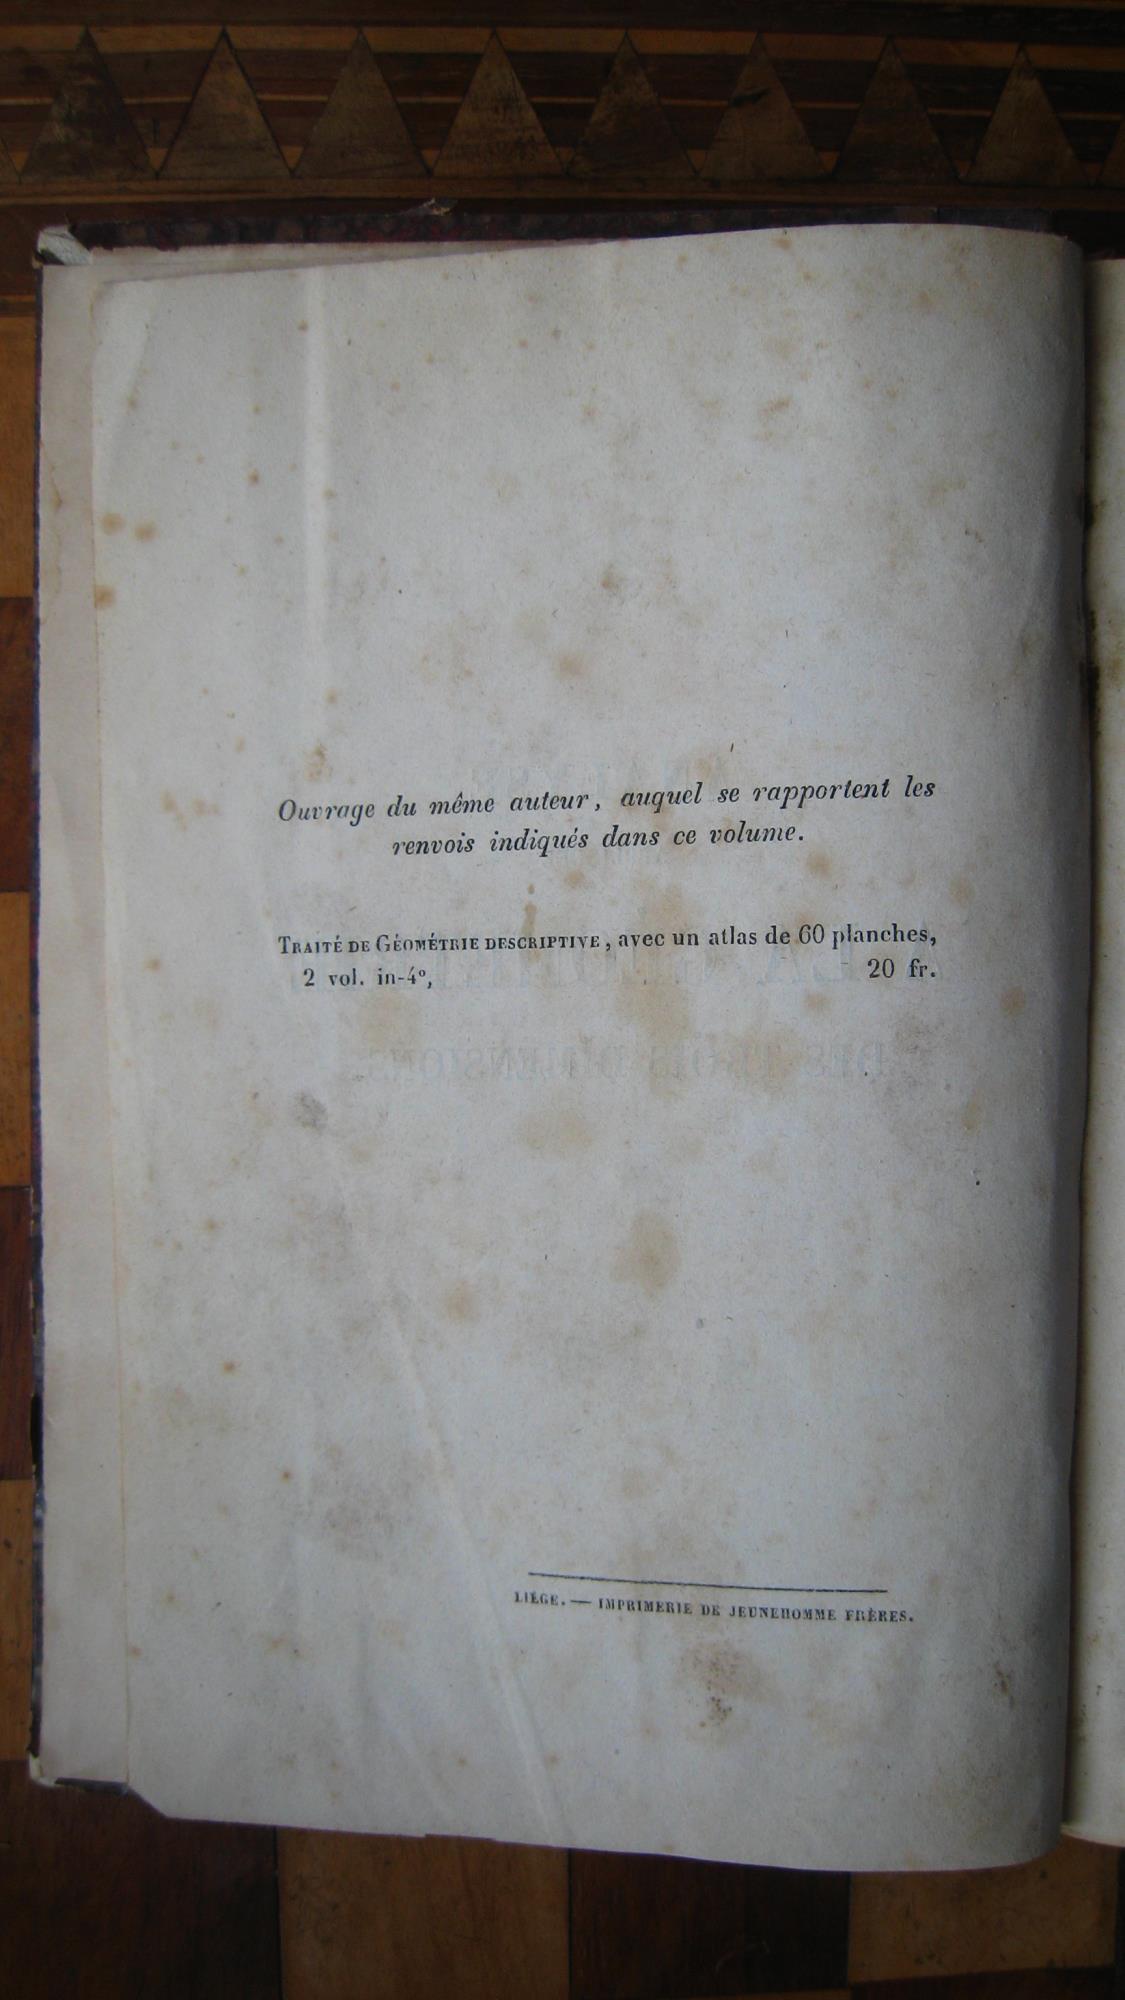 Ouvrage du même auteur, auquel se rapportent les
renvois indiqués dans ce volume.
TRAITÉ DE GÉOMÉTRIE DESCRIPTIVE, avec un atlas de 60 planches,
2 vol. in-4°, 20 fr.
LIÉGE. — IMPRIMERIE DE JEUNEHOMME FRÈRES.